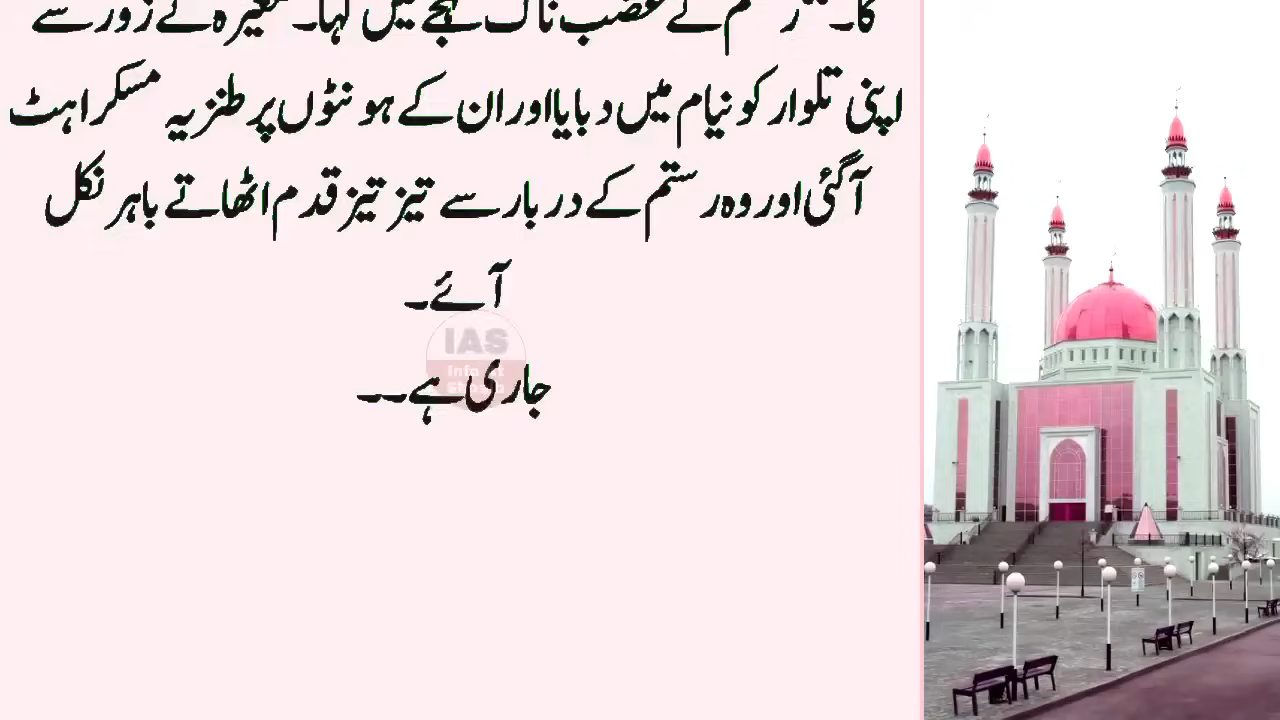 گا۔" رستم نے غضب ناک لہجے میں کہا۔ مغیرہ نے زور سے
اپنی تلوار کو نیام میں دبایا اور ان کے ہونٹوں پر طنزیہ مسکراہٹ
آگئی اور وہ رستم کے دربار سے تیز تیز قدم اٹھاتے باہر نکل
آئے۔
IAS
جاری ہے۔۔